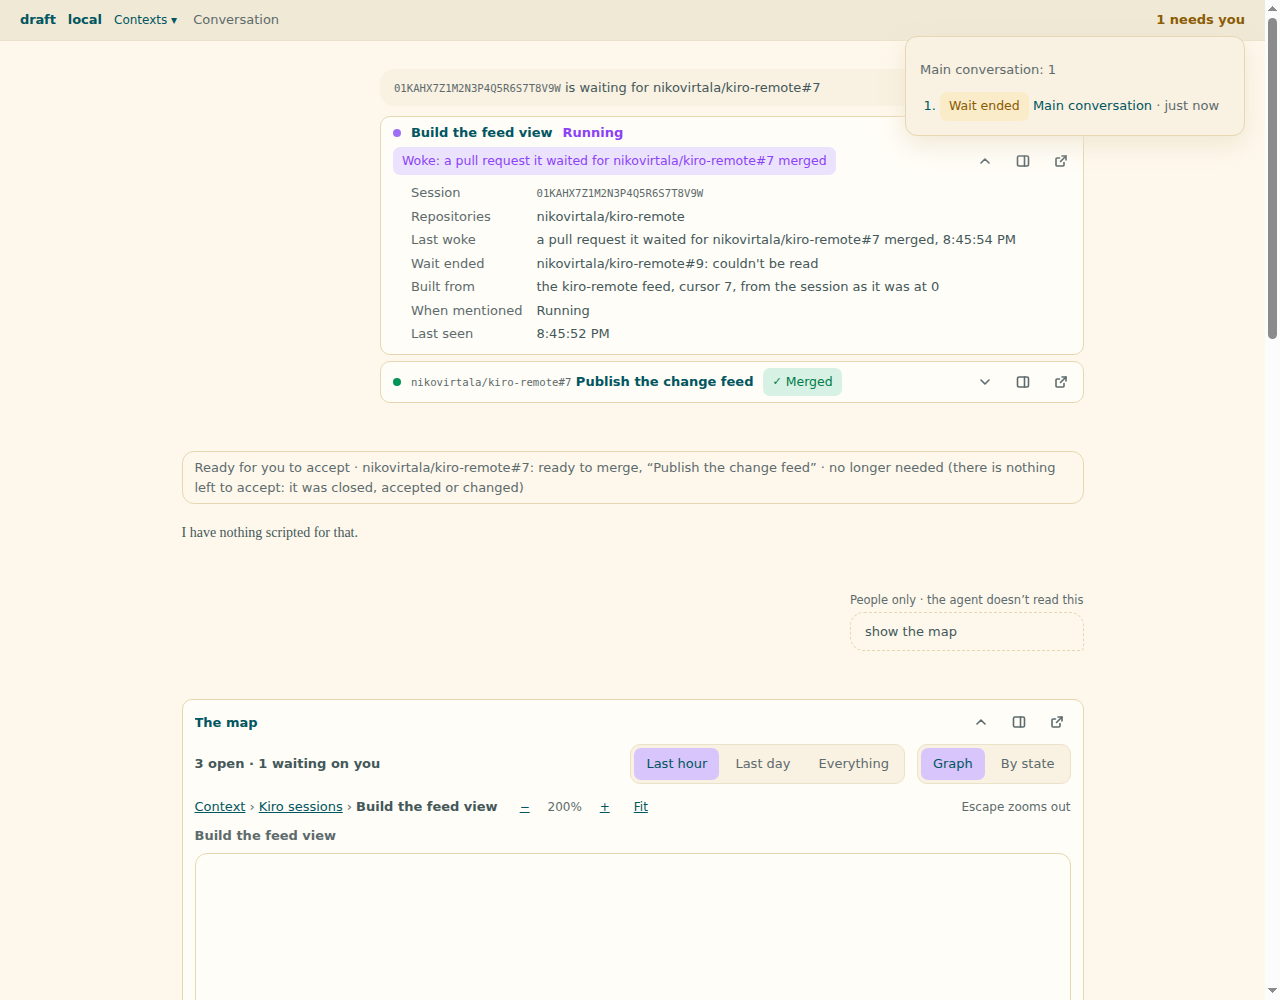 draft local Contexts ▾ Conversation 1 needs you
Main conversation: 1
1. Wait ended Main conversation · just now
01KAHX7Z1M2N3P4Q5R6S7T8V9W is waiting for nikovirtala/kiro-remote#7
Build the feed view Running
Woke: a pull request it waited for nikovirtala/kiro-remote#7 merged
Session 01KAHX7Z1M2N3P4Q5R6S7T8V9W
Repositories nikovirtala/kiro-remote
Last woke a pull request it waited for nikovirtala/kiro-remote#7 merged, 8:45:54 PM
Wait ended nikovirtala/kiro-remote#9: couldn't be read
Built from the kiro-remote feed, cursor 7, from the session as it was at 0
When mentioned Running
Last seen 8:45:52 PM
nikovirtala/kiro-remote#7 Publish the change feed ✓ Merged
Ready for you to accept · nikovirtala/kiro-remote#7: ready to merge, “Publish the change feed” · no longer needed (there is nothing
left to accept: it was closed, accepted or changed)
I have nothing scripted for that.
People only · the agent doesn’t read this
show the map
The map
3 open · 1 waiting on you Last hour Last day Everything Graph By state
Context › Kiro sessions › Build the feed view − 200% + Fit Escape zooms out
Build the feed view